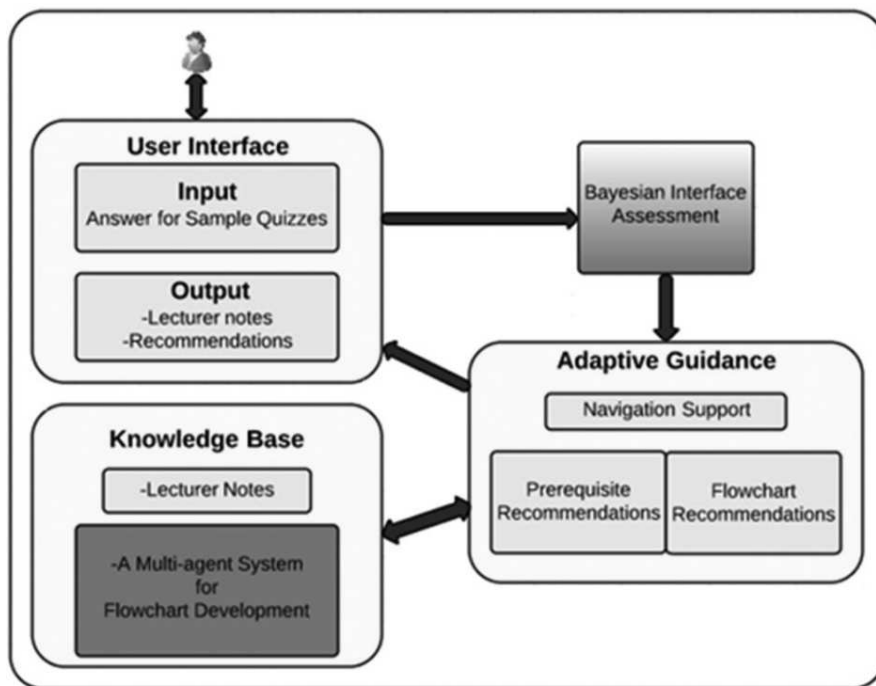 User Interface
Input
Answer for Sample Quizzes
Output
-Lecturer notes
-Recommendations
Bayesian Interface
Assessment
Adaptive Guidance
Navigation Support
Prerequisite
Recommendations
Flowchart
Recommendations
Knowledge Base
-Lecturer Notes
-A Multi-agent System
for
Flowchart Development